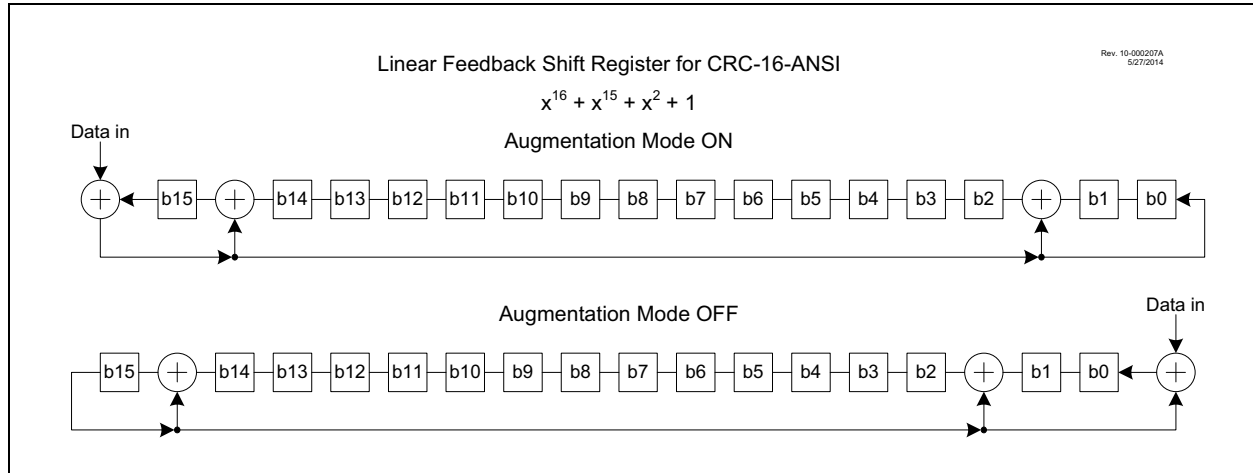 Linear Feedback Shift Register for CRC-16-ANSI
Rev. 10-000207A
5/27/2014
x^16 + x^15 + x^2 + 1
Data in
Augmentation Mode ON
b15 b14 b13 b12 b11 b10 b9 b8 b7 b6 b5 b4 b3 b2 b1 b0
Augmentation Mode OFF
Data in
b15 b14 b13 b12 b11 b10 b9 b8 b7 b6 b5 b4 b3 b2 b1 b0